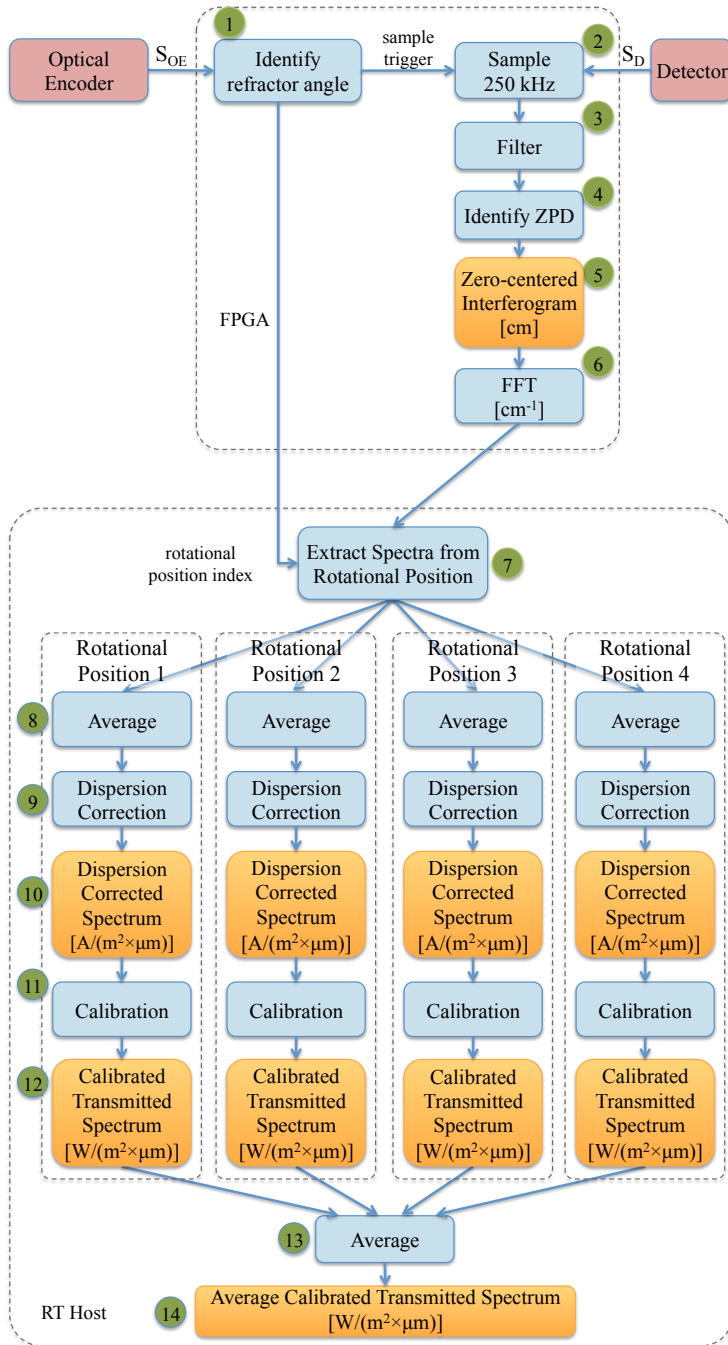 1
2
Optical
Encoder
S_OE
Identify
refractor angle
sample
trigger
Sample
250 kHz
S_D
Detector
3
Filter
4
Identify ZPD
5
Zero-centered
Interferogram
[cm]
FPGA
6
FFT
[cm⁻¹]
rotational
position index
Extract Spectra from
Rotational Position
7
Rotational
Position 1
Rotational
Position 2
Rotational
Position 3
Rotational
Position 4
8
Average
Average
Average
Average
9
Dispersion
Correction
Dispersion
Correction
Dispersion
Correction
Dispersion
Correction
10
Dispersion
Corrected
Spectrum
[A/(m²×μm)]
Dispersion
Corrected
Spectrum
[A/(m²×μm)]
Dispersion
Corrected
Spectrum
[A/(m²×μm)]
Dispersion
Corrected
Spectrum
[A/(m²×μm)]
11
Calibration
Calibration
Calibration
Calibration
12
Calibrated
Transmitted
Spectrum
[W/(m²×μm)]
Calibrated
Transmitted
Spectrum
[W/(m²×μm)]
Calibrated
Transmitted
Spectrum
[W/(m²×μm)]
Calibrated
Transmitted
Spectrum
[W/(m²×μm)]
13
Average
RT Host
14
Average Calibrated Transmitted Spectrum
[W/(m²×μm)]